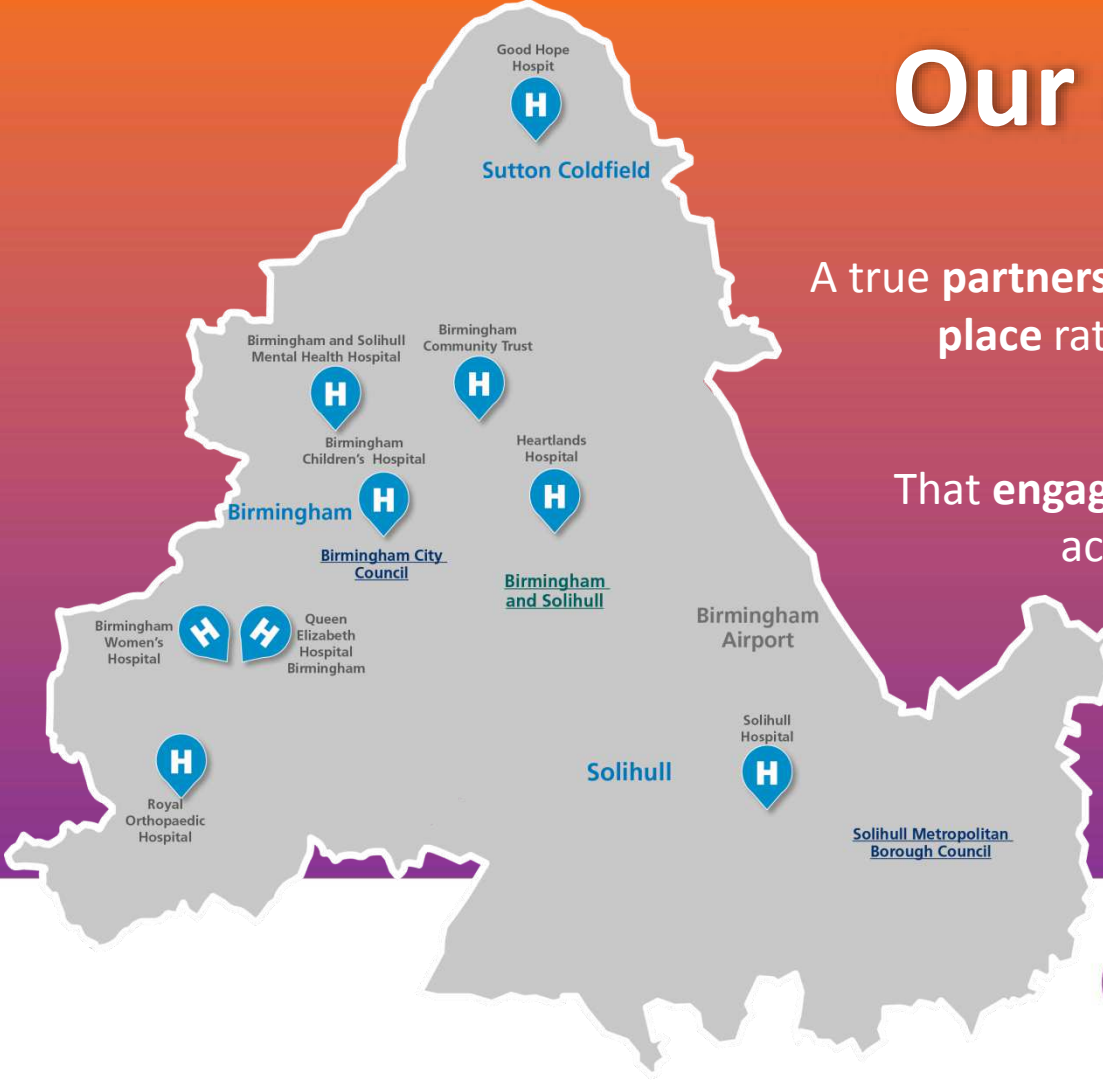 Our
A true partners
place rat
That engag
ac
Good Hope
Hospit
H
Sutton Coldfield
Birmingham and Solihull
Mental Health Hospital
H
Birmingham
Community Trust
H
Birmingham
Children's Hospital
H
Heartlands
Hospital
H
Birmingham
Birmingham City
Council
Birmingham
and Solihull
Birmingham
Airport
Birmingham
Women's
Hospital
H
H
Queen
Elizabeth
Hospital
Birmingham
Solihull
Hospital
H
Solihull
H
Royal
Orthopaedic
Hospital
Solihull Metropolitan
Borough Council